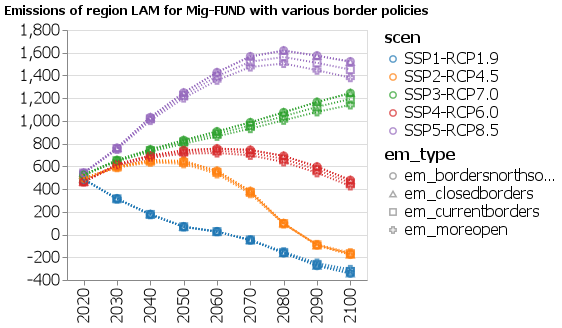 Emissions of region LAM for Mig-FUND with various border policies
1,800
1,600
1,400
1,200
1,000
800
600
400
200
0
−200
−400
2020
2030
2040
2050
2060
2070
2080
2090
2100
scen
SSP1-RCP1.9
SSP2-RCP4.5
SSP3-RCP7.0
SSP4-RCP6.0
SSP5-RCP8.5
em_type
em_bordersnorthso…
em_closedborders
em_currentborders
em_moreopen